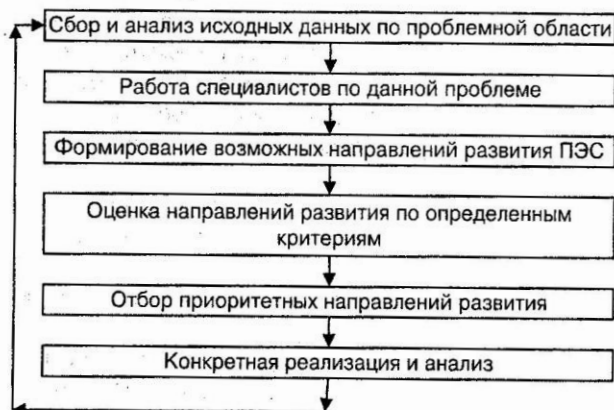 Сбор и анализ исходных данных по проблемной области
Работа специалистов по данной проблеме
Формирование возможных направлений развития ПЭС
Оценка направлений развития по определенным
критериям
Отбор приоритетных направлений развития
Конкретная реализация и анализ